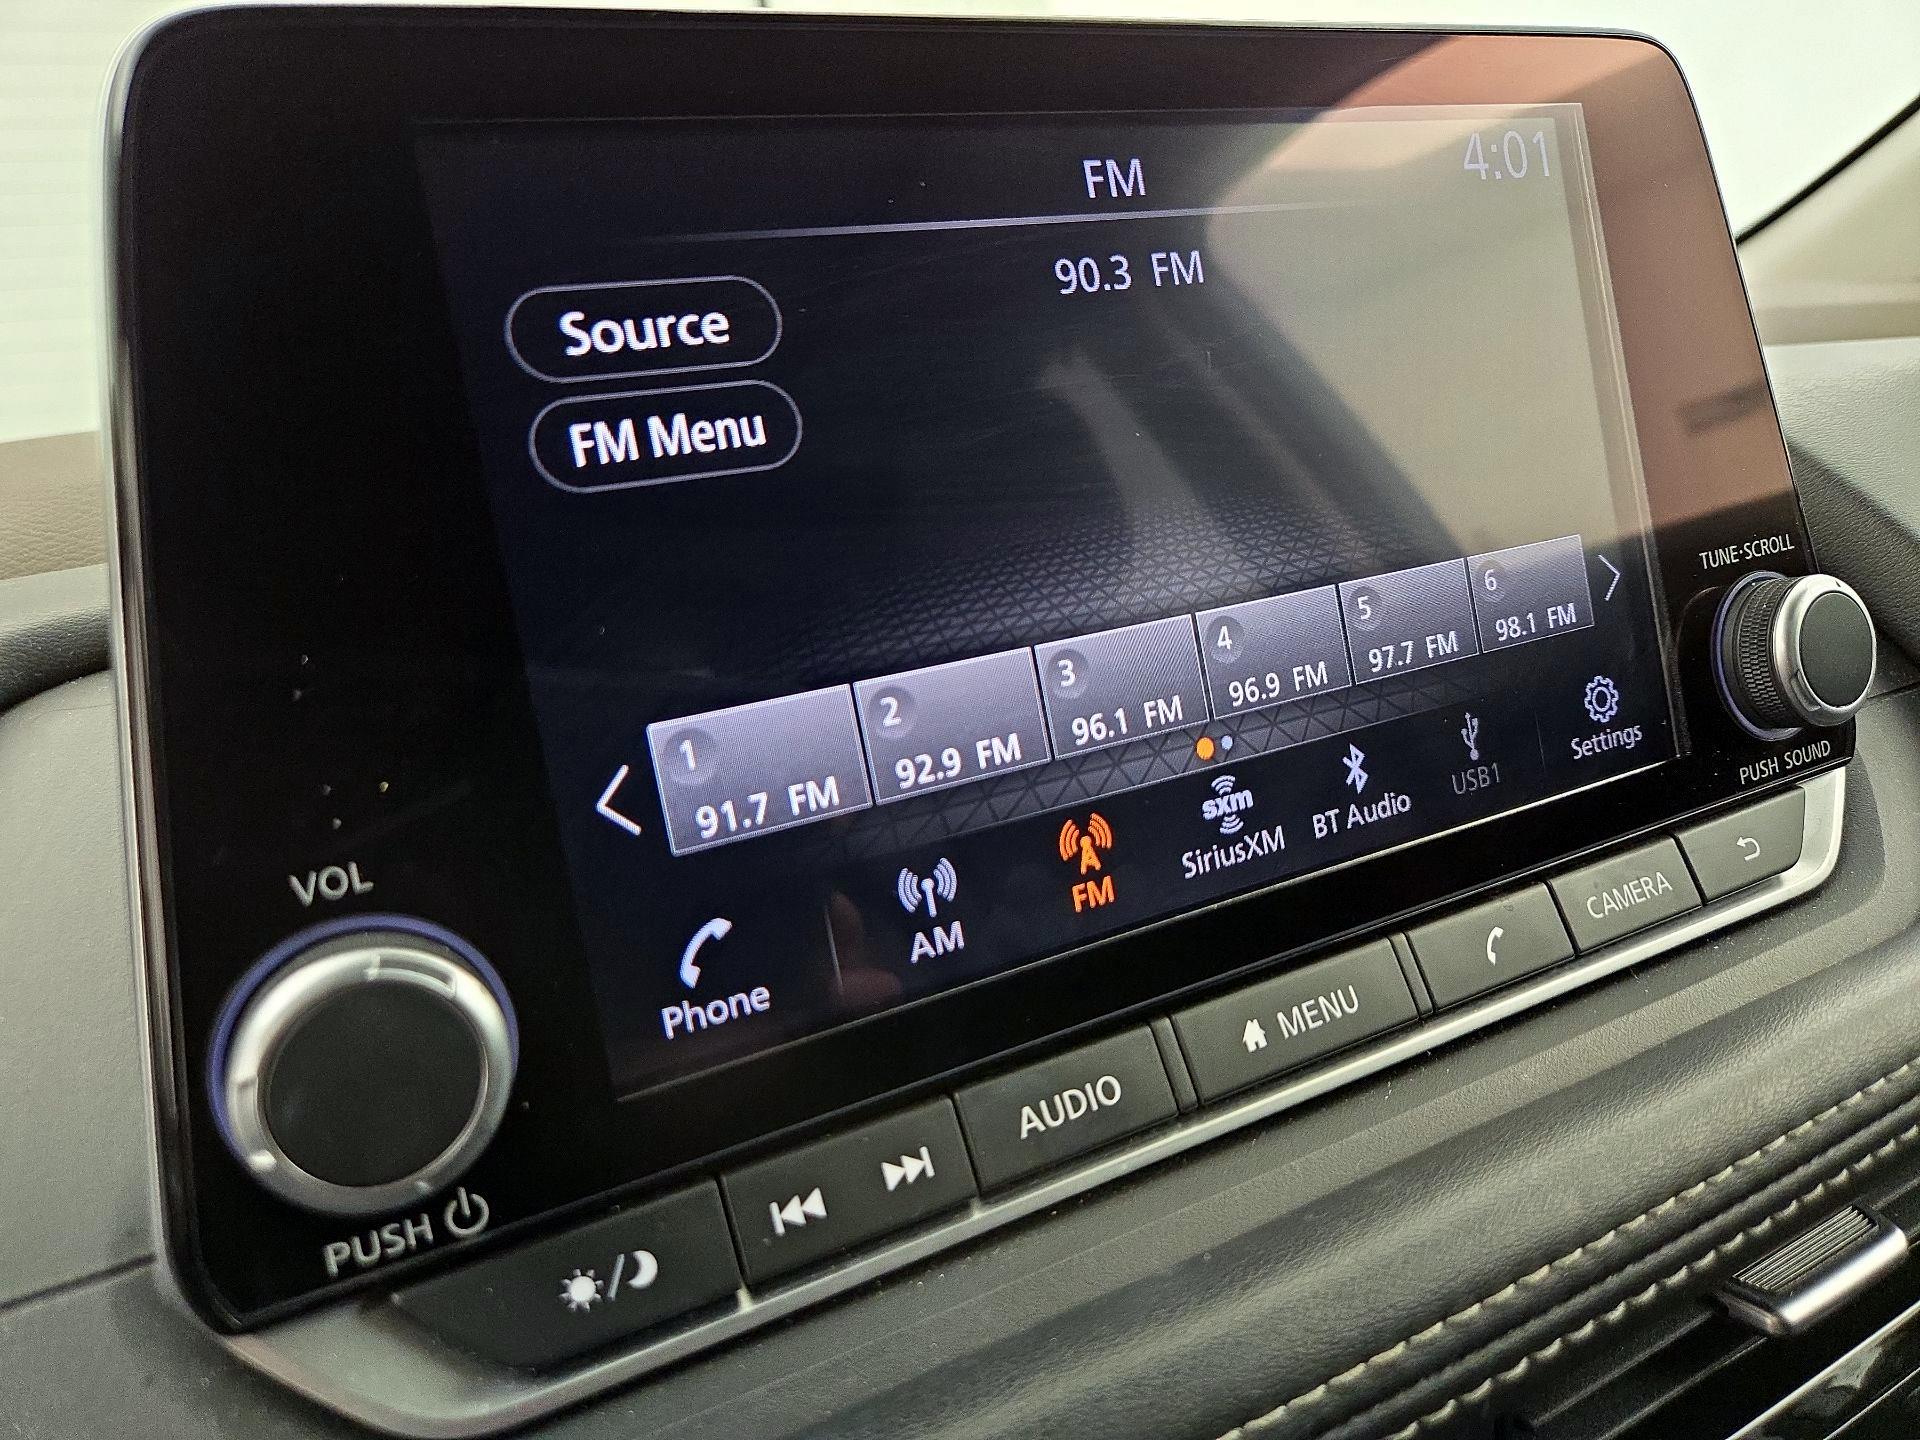 FM
4:01
90.3 FM
Source
FM Menu
1
91.7 FM
2
92.9 FM
3
96.1 FM
4
96.9 FM
5
97.7 FM
6
98.1 FM
Phone
AM
FM
sxm
SiriusXM
BT Audio
USB1
Settings
TUNE·SCROLL
PUSH SOUND
VOL
PUSH
AUDIO
MENU
CAMERA